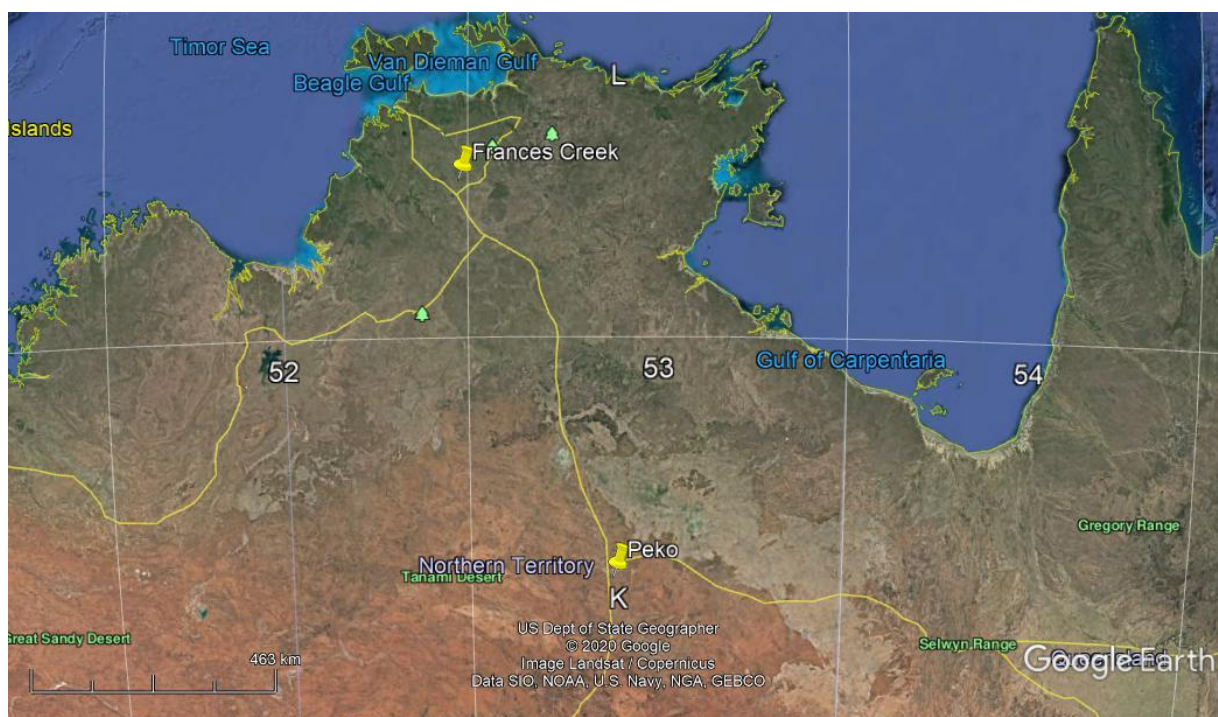 Timor Sea
Van Dieman Gulf
Beagle Gulf
L
Islands
Frances Creek
52
53
Gulf of Carpentaria
54
Gregory Range
Peko
Northern Territory
Tanami Desert
K
US Dept of State Geographer
Great Sandy Desert
© 2020 Google
Selwyn Range
463 km
Image Landsat / Copernicus
Queensland
Google Earth
Data SIO, NOAA, U.S. Navy, NGA, GEBCO